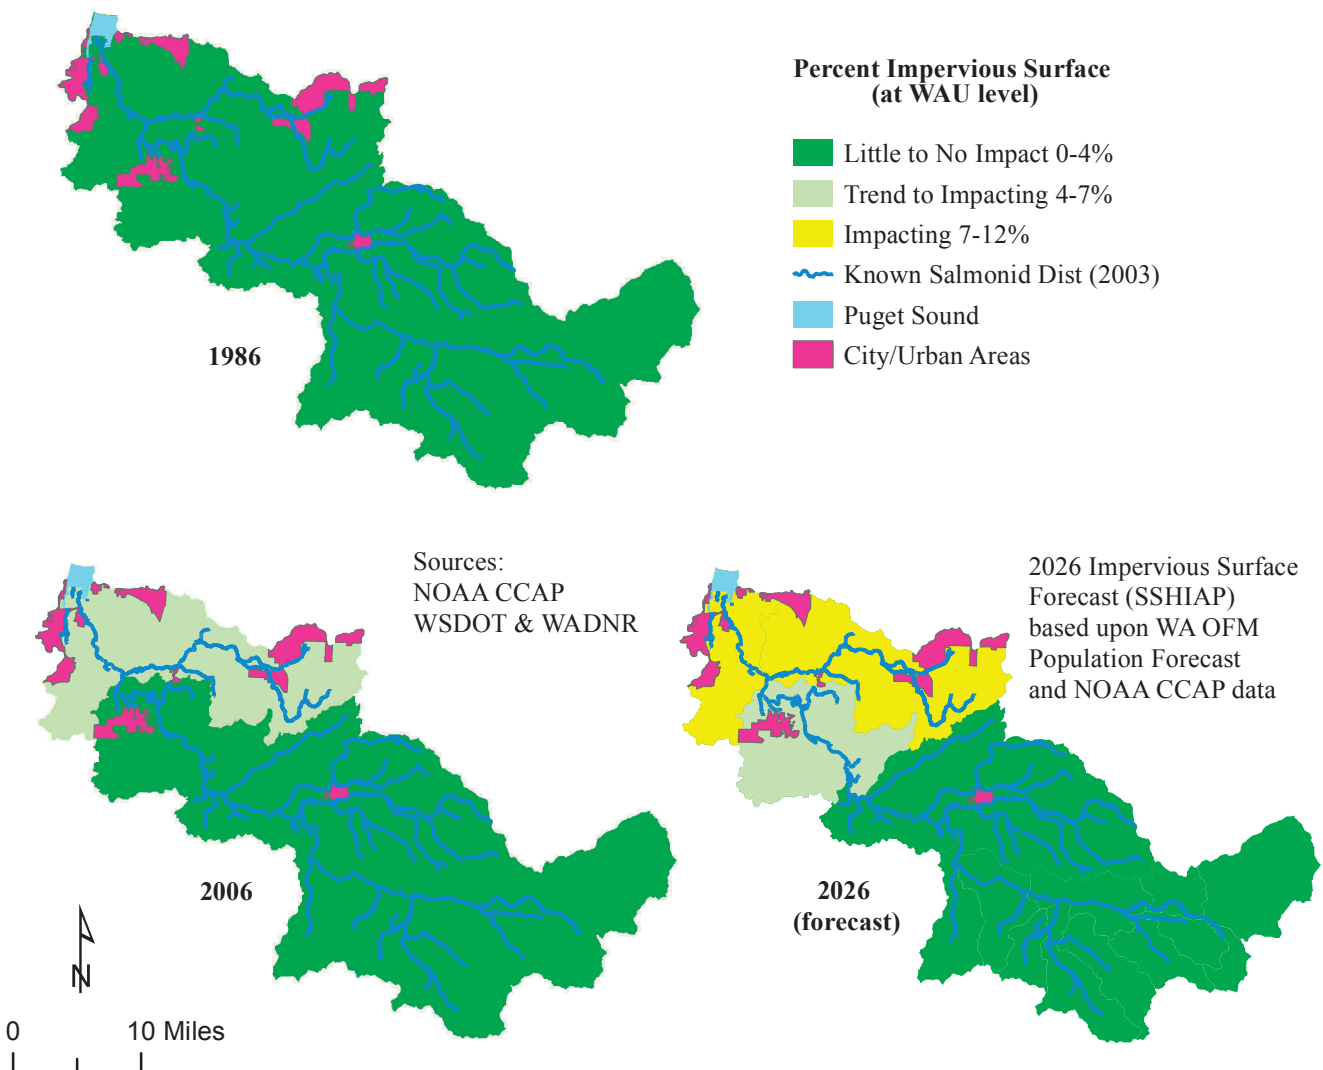 Percent Impervious Surface
(at WAU level)
Little to No Impact 0-4%
Trend to Impacting 4-7%
Impacting 7-12%
Known Salmonid Dist (2003)
Puget Sound
City/Urban Areas
1986
Sources:
NOAA CCAP
WSDOT & WADNR
2026 Impervious Surface
Forecast (SSHIAP)
based upon WA OFM
Population Forecast
and NOAA CCAP data
2006
2026
(forecast)
N
0 10 Miles